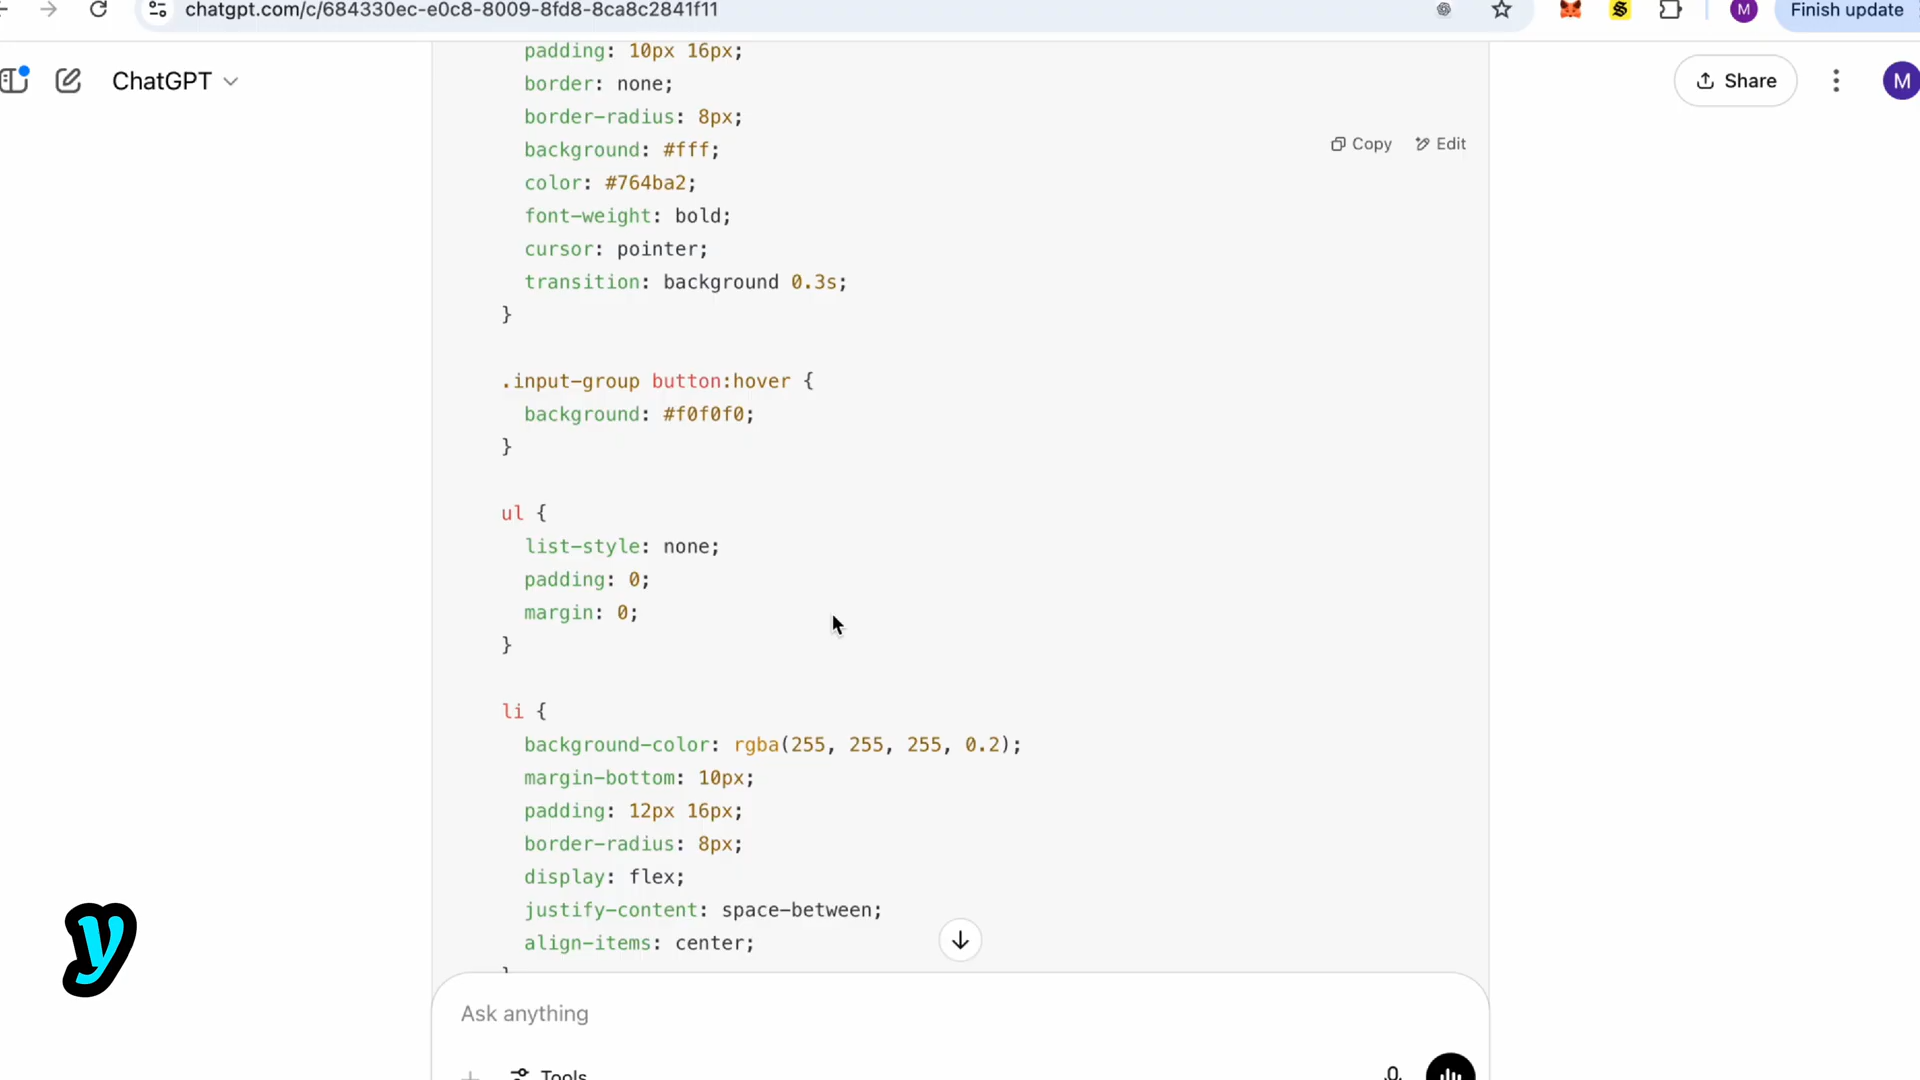 chatgpt.com/c/684330ec-e0c8-8009-8fd8-8ca8c2841f11
M
Finish update
ChatGPT
Share
M
Copy
Edit
padding: 10px 16px;
border: none;
border-radius: 8px;
background: #fff;
color: #764ba2;
font-weight: bold;
cursor: pointer;
transition: background 0.3s;
}
.input-group button:hover {
background: #f0f0f0;
}
ul {
list-style: none;
padding: 0;
margin: 0;
}
li {
background-color: rgba(255, 255, 255, 0.2);
margin-bottom: 10px;
padding: 12px 16px;
border-radius: 8px;
display: flex;
justify-content: space-between;
align-items: center;
}
y
Ask anything
Tools